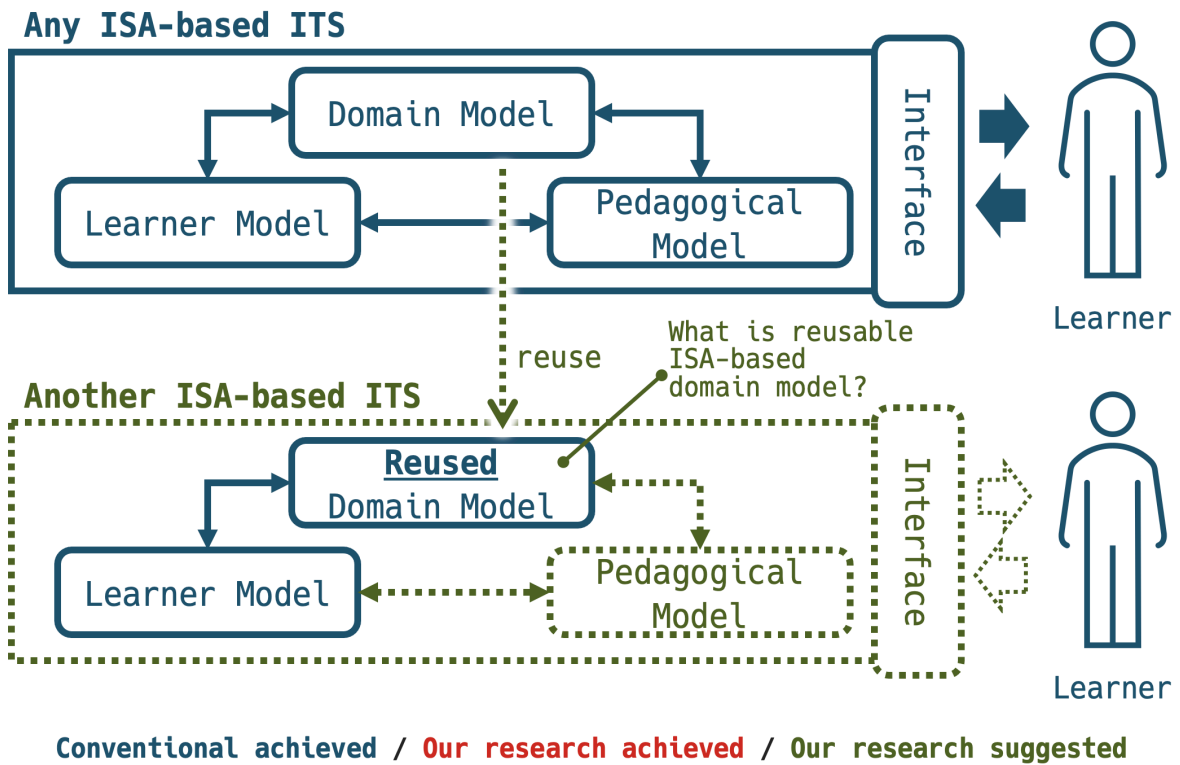 Any ISA-based ITS
Domain Model
Learner Model
Pedagogical
Model
Interface
Learner
reuse
What is reusable
ISA-based
domain model?
Another ISA-based ITS
Reused
Domain Model
Learner Model
Pedagogical
Model
Interface
Learner
Conventional achieved / Our research achieved / Our research suggested